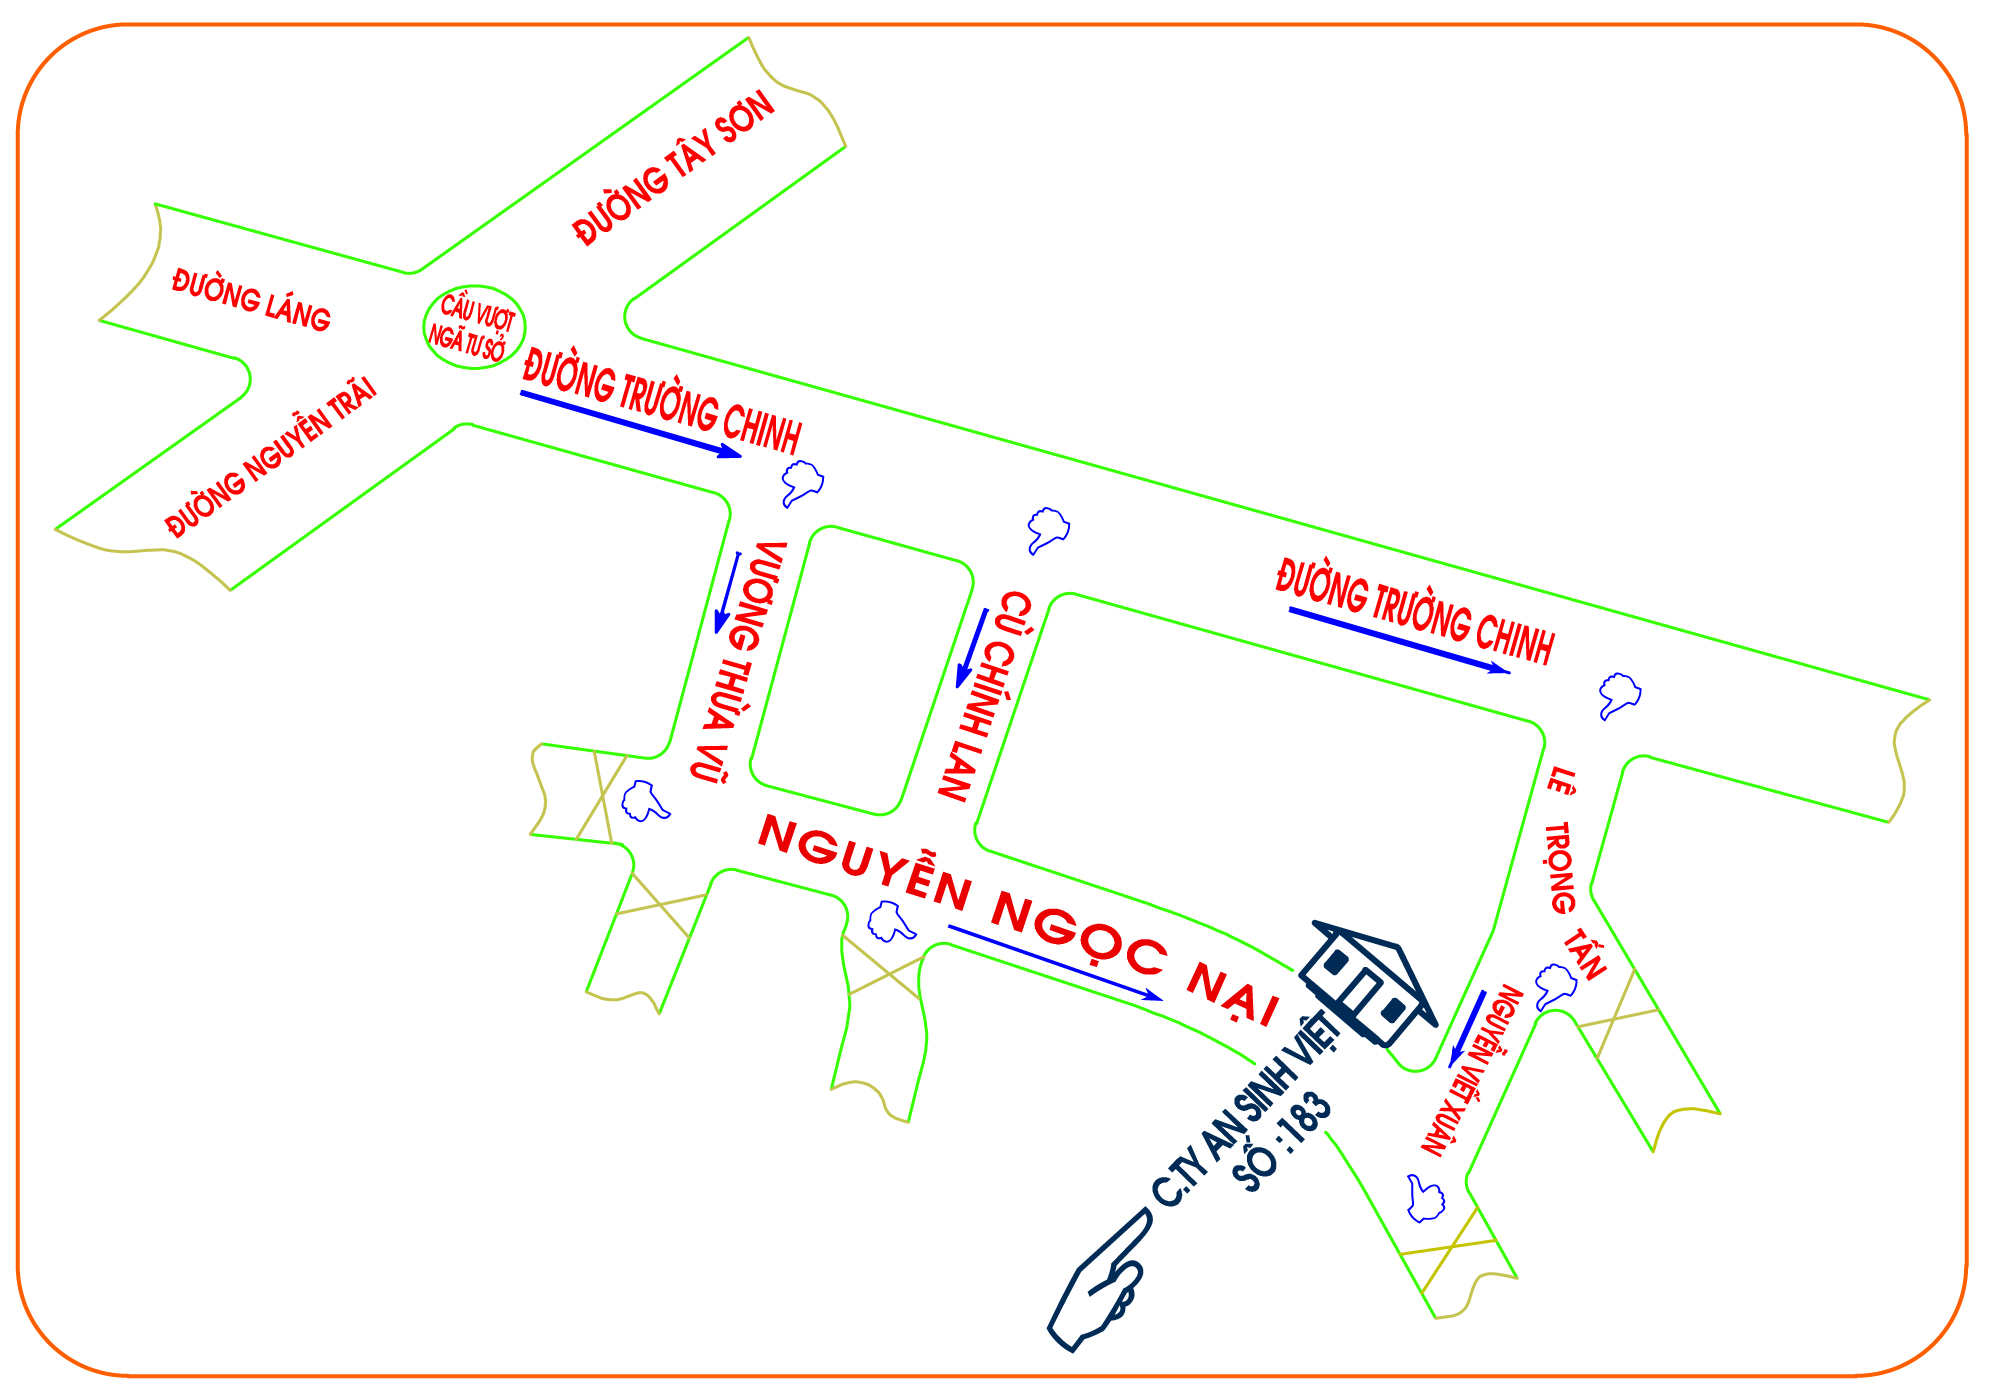 ĐƯỜNG TÂY SƠN
ĐƯỜNG LÁNG
CẦU VƯỢT
NGÃ TƯ SỞ
ĐƯỜNG NGUYỄN TRÃI
ĐƯỜNG TRƯỜNG CHINH
VƯƠNG THÙA VŨ
CÙ CHÍNH LAN
ĐƯỜNG TRƯỜNG CHINH
LÊ TRỌNG TẤN
NGUYỄN NGỌC NẠI
NGUYỄN VIẾT XUÂN
C.TY AN SINH VIỆT
SỐ :183